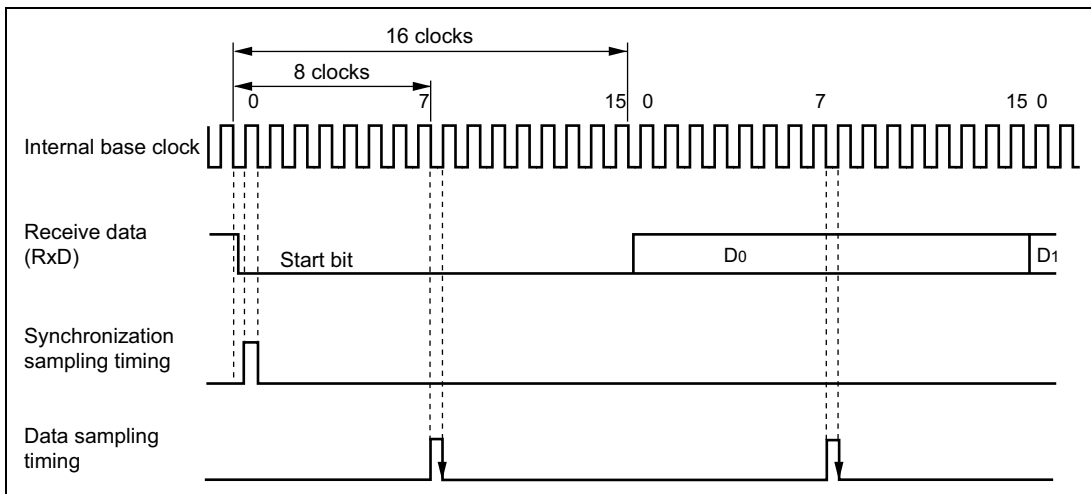 16 clocks
8 clocks
0 7 15 0 7 15 0
Internal base clock
Receive data
(RxD)
Start bit D0 D1
Synchronization
sampling timing
Data sampling
timing